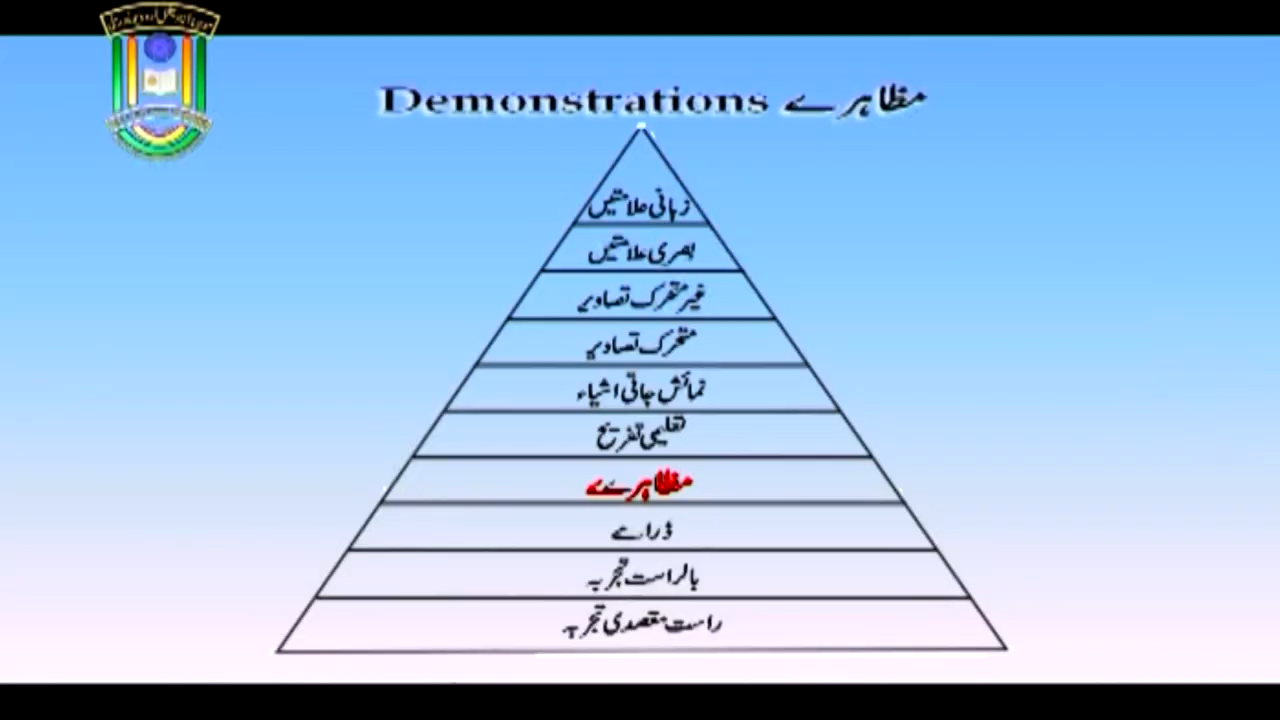 Demonstrations مظاہرے
زبانی علامتیں
بصری علامتیں
غیر متحرک تصاویر
متحرک تصاویر
نمائش جاتی اشیاء
تعلیمی تفریح
مظاہرے
ڈرامے
بالراست تجربہ
راست مقصدی تجربہ